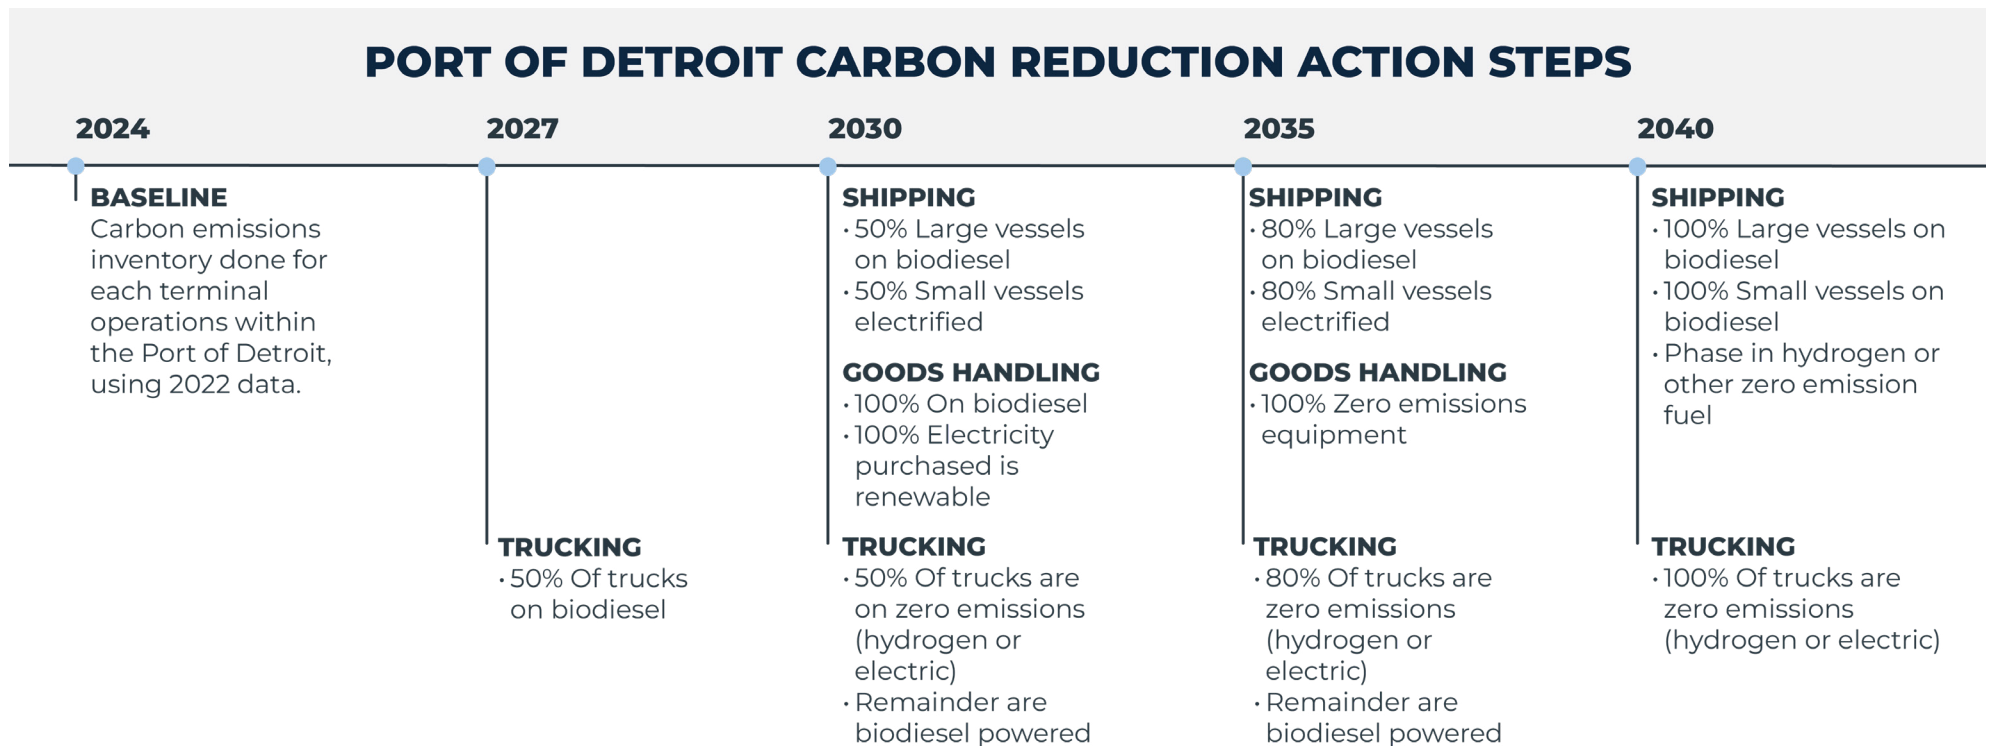 PORT OF DETROIT CARBON REDUCTION ACTION STEPS
2024
BASELINE
Carbon emissions
inventory done for
each terminal
operations within
the Port of Detroit,
using 2022 data.
2027
TRUCKING
• 50% Of trucks
on biodiesel
2030
SHIPPING
• 50% Large vessels
on biodiesel
• 50% Small vessels
electrified
GOODS HANDLING
• 100% On biodiesel
• 100% Electricity
purchased is
renewable
TRUCKING
• 50% Of trucks are
on zero emissions
(hydrogen or
electric)
• Remainder are
biodiesel powered
2035
SHIPPING
• 80% Large vessels
on biodiesel
• 80% Small vessels
electrified
GOODS HANDLING
• 100% Zero emissions
equipment
TRUCKING
• 80% Of trucks are
zero emissions
(hydrogen or
electric)
• Remainder are
biodiesel powered
2040
SHIPPING
• 100% Large vessels on
biodiesel
• 100% Small vessels on
biodiesel
• Phase in hydrogen or
other zero emission
fuel
TRUCKING
• 100% Of trucks are
zero emissions
(hydrogen or electric)